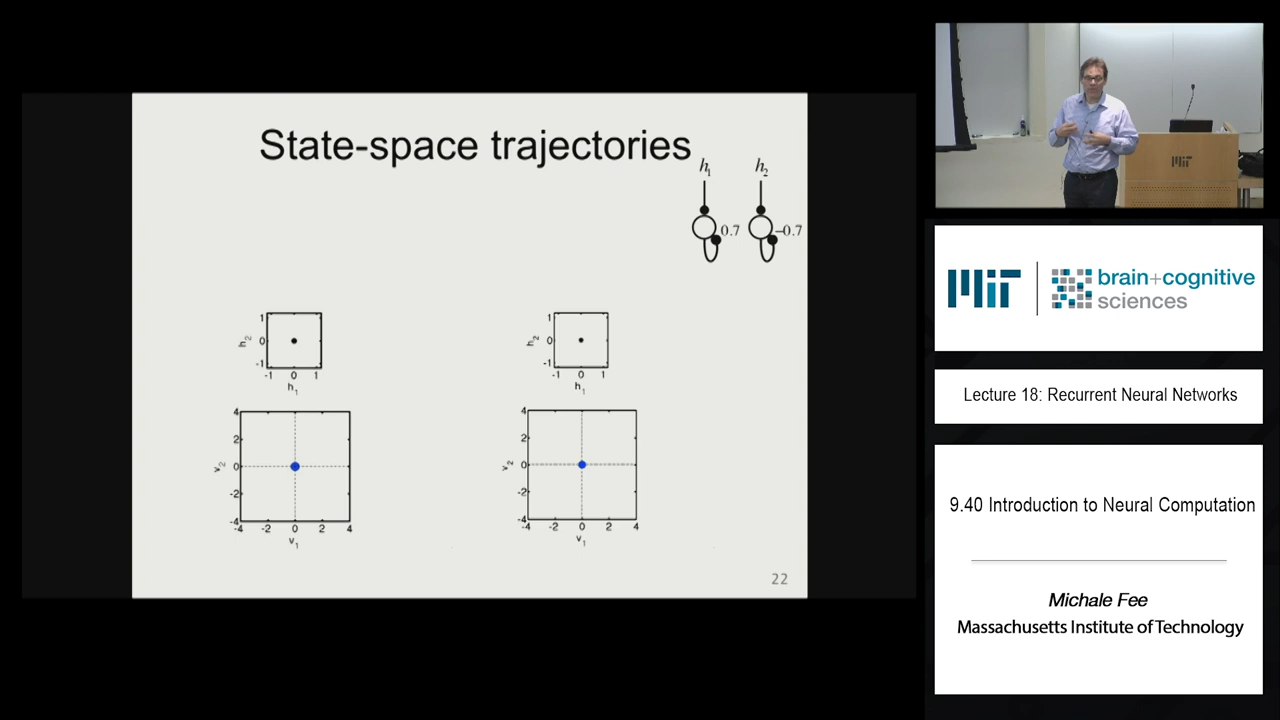 State-space trajectories
h1 h2
0.7 -0.7
1
0
-1
h2
-1 0 1
h1
1
0
-1
h2
-1 0 1
h1
4
2
0
-2
-4
v2
-4 -2 0 2 4
v1
4
2
0
-2
-4
v2
-4 -2 0 2 4
v1
22
MIT
MIT
brain+cognitive
sciences
Lecture 18: Recurrent Neural Networks
9.40 Introduction to Neural Computation
Michale Fee
Massachusetts Institute of Technology